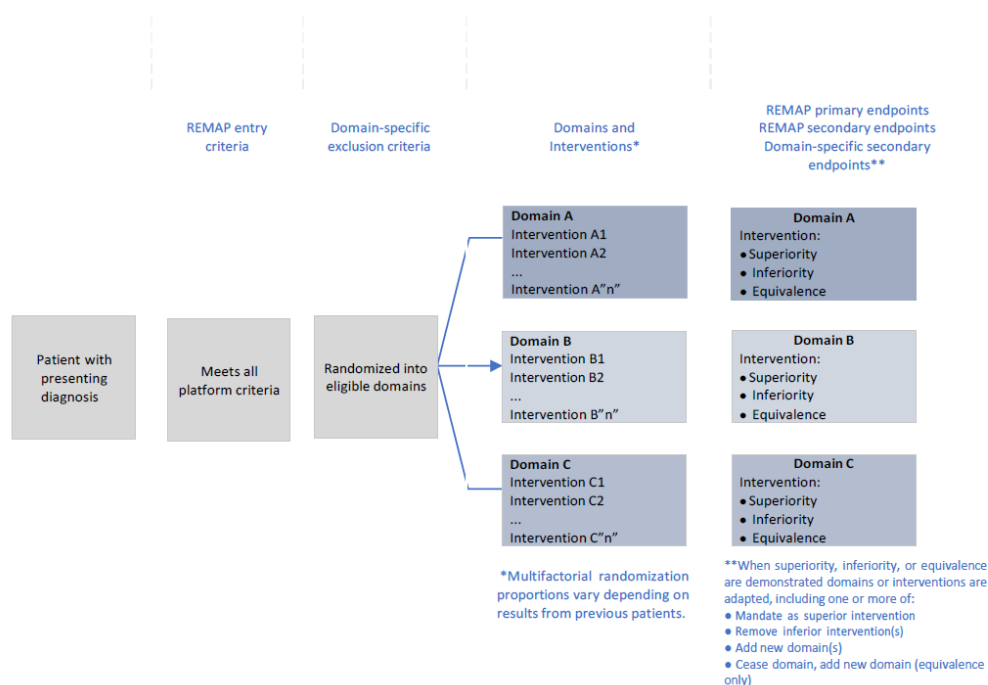 REMAP entry
criteria
Domain-specific
exclusion criteria
Domains and
Interventions*
REMAP primary endpoints
REMAP secondary endpoints
Domain-specific secondary
endpoints**
Patient with
presenting
diagnosis
Meets all
platform criteria
Randomized into
eligible domains
Domain A
Intervention A1
Intervention A2
...
Intervention A”n”
Domain B
Intervention B1
Intervention B2
...
Intervention B”n”
Domain C
Intervention C1
Intervention C2
...
Intervention C”n”
*Multifactorial randomization
proportions vary depending on
results from previous patients.
Domain A
Intervention:
● Superiority
● Inferiority
● Equivalence
Domain B
Intervention:
● Superiority
● Inferiority
● Equivalence
Domain C
Intervention:
● Superiority
● Inferiority
● Equivalence
**When superiority, inferiority, or equivalence
are demonstrated domains or interventions are
adapted, including one or more of:
● Mandate as superior intervention
● Remove inferior intervention(s)
● Add new domain(s)
● Cease domain, add new domain (equivalence
only)